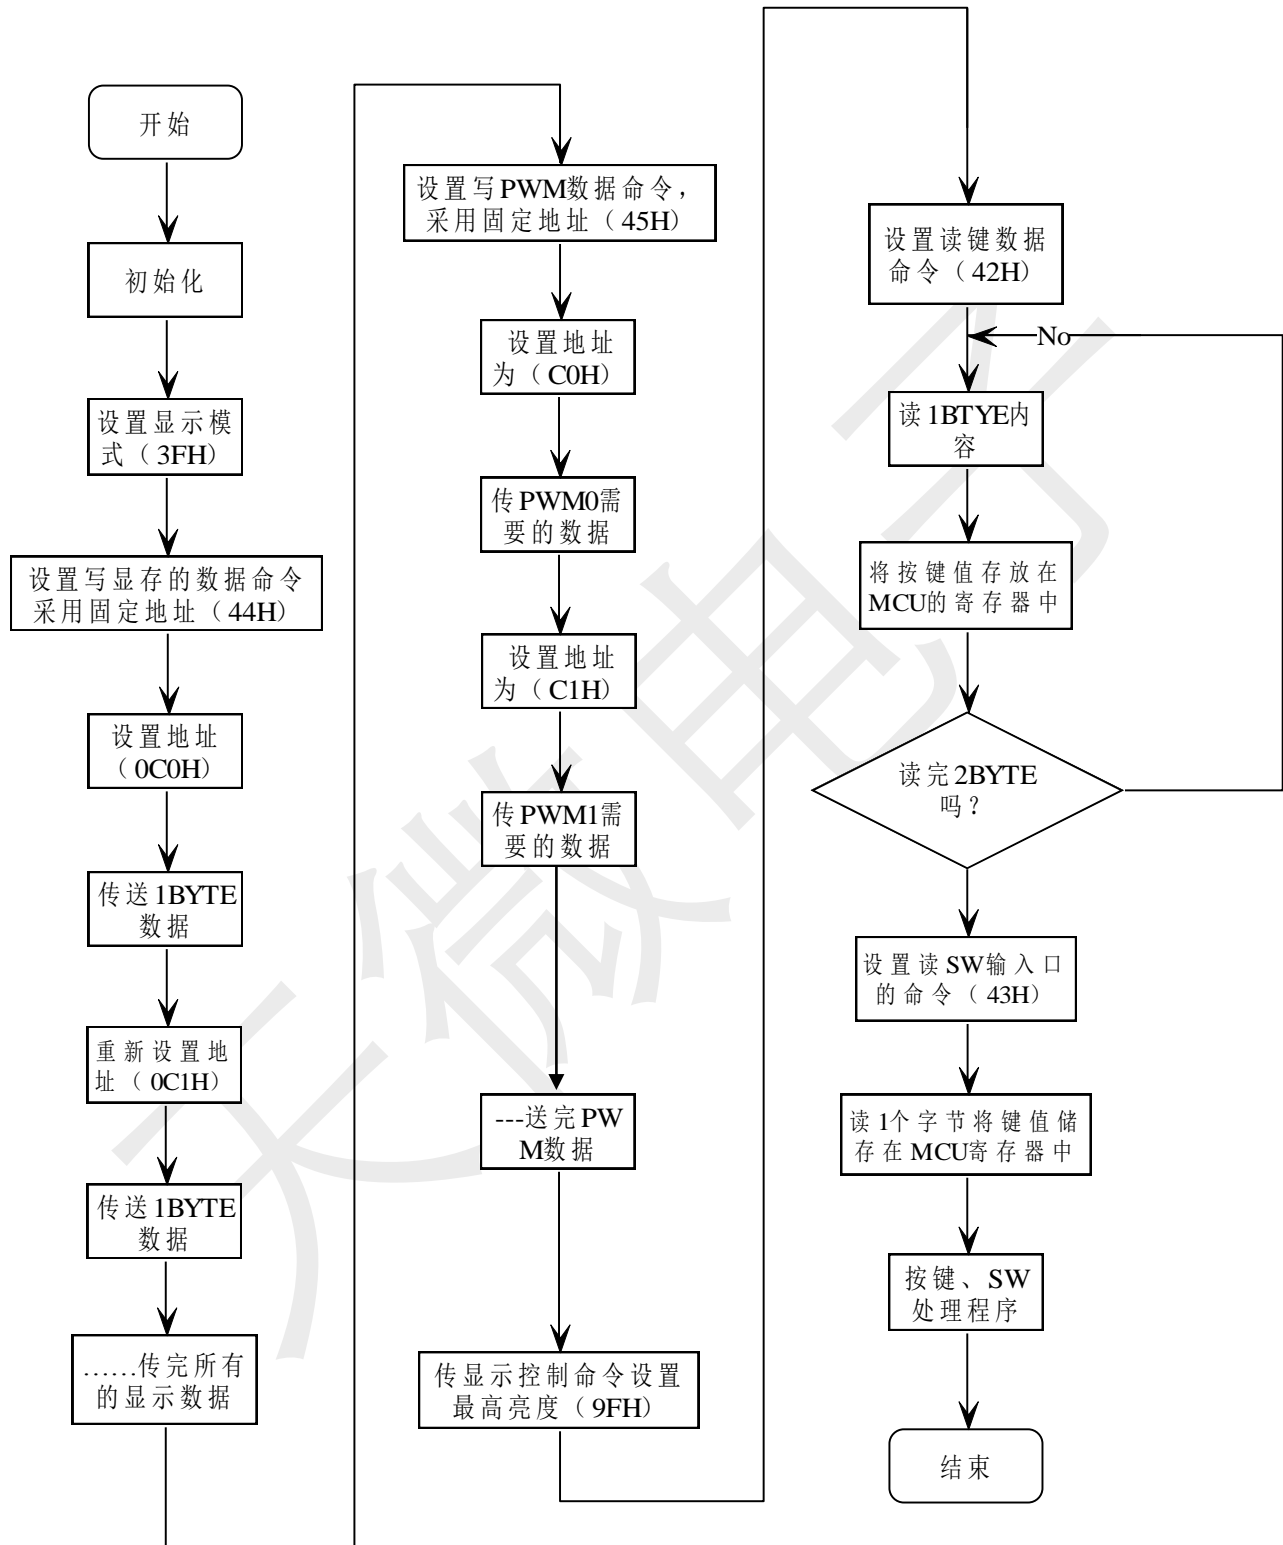 开始
初始化
设置显示模
式（3FH）
设置写显存的数据命令
采用固定地址（44H）
设置地址
（0C0H）
传送1BYTE
数据
重新设置地
址（0C1H）
传送1BYTE
数据
……传完所有
的显示数据
设置写PWM数据命令，
采用固定地址（45H）
设置地址
为（C0H）
传PWM0需
要的数据
设置地址
为（C1H）
传PWM1需
要的数据
---送完PW
M数据
传显示控制命令设置
最高亮度（9FH）
设置读键数据
命令（42H）
No
读1BTYE内
容
将按键值存放在
MCU的寄存器中
读完2BYTE
吗？
设置读SW输入口
的命令（43H）
读1个字节将键值储
存在MCU寄存器中
按键、SW
处理程序
结束
天微电子